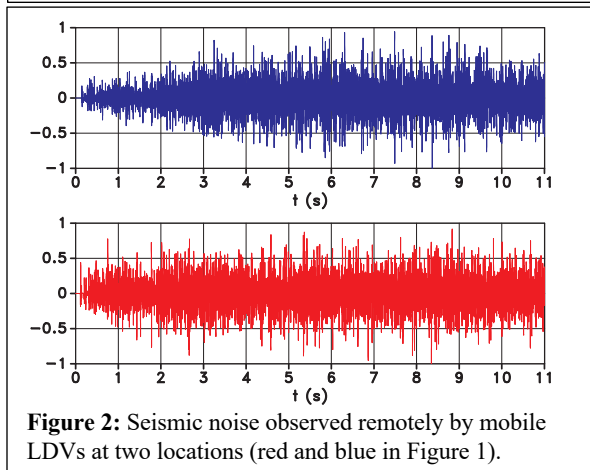 1
0.5
0
−0.5
−1
0 1 2 3 4 5 6 7 8 9 10 11
t (s)
1
0.5
0
−0.5
−1
0 1 2 3 4 5 6 7 8 9 10 11
t (s)
Figure 2: Seismic noise observed remotely by mobile
LDVs at two locations (red and blue in Figure 1).